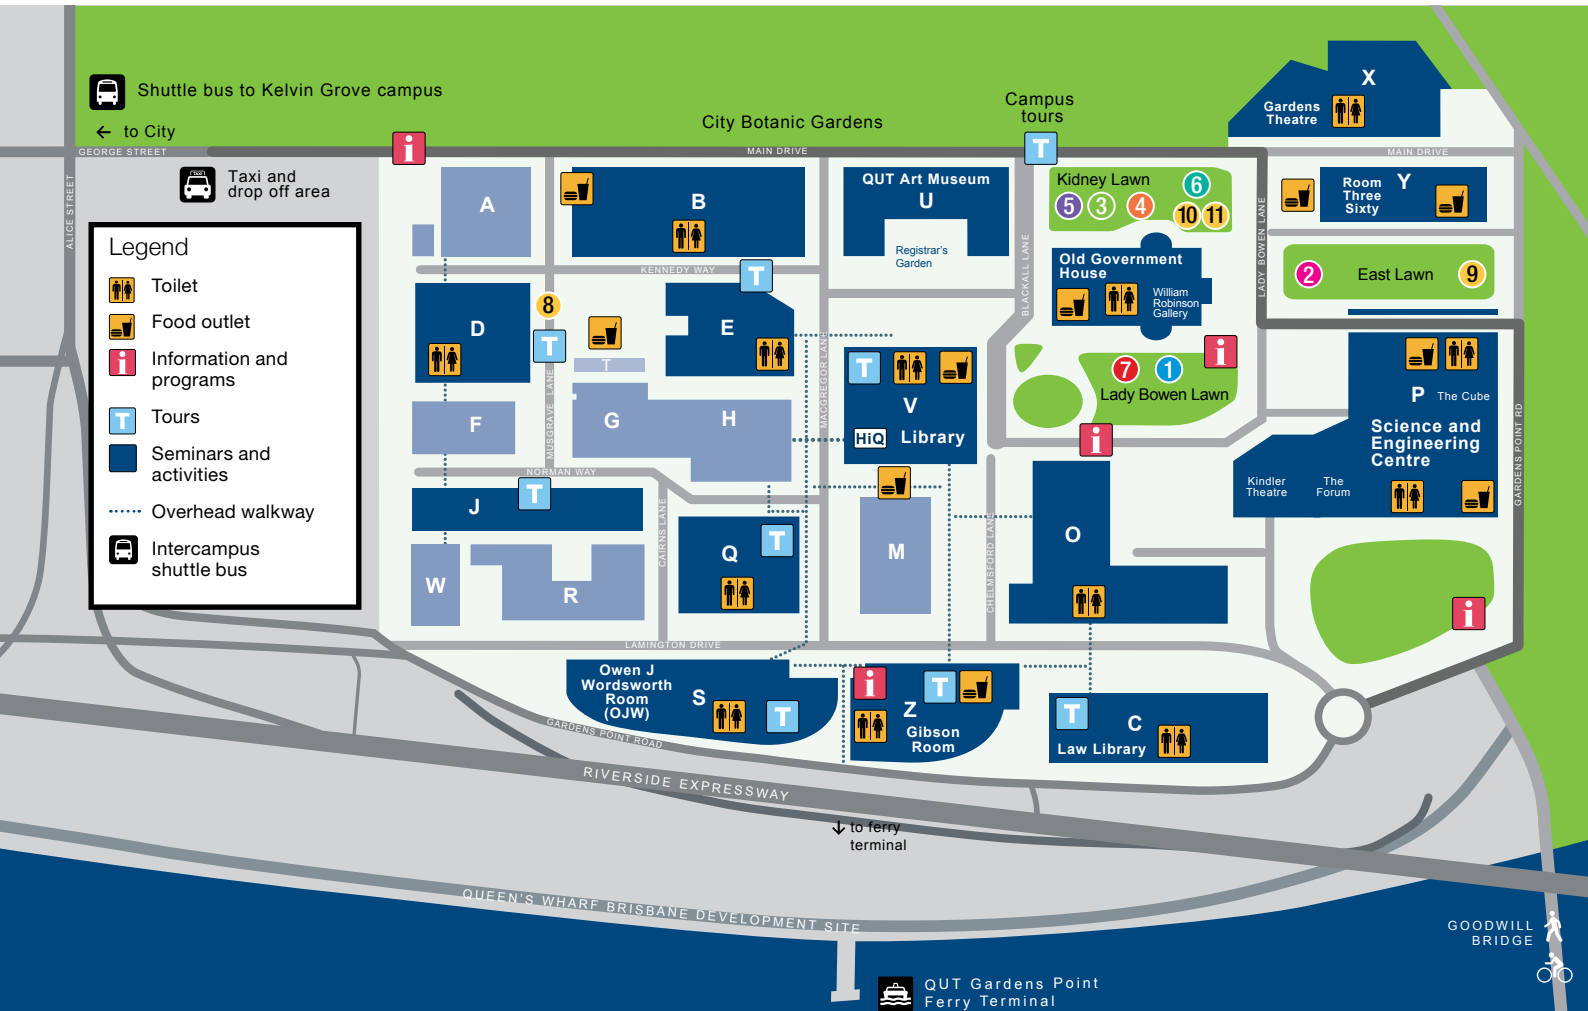 Shuttle bus to Kelvin Grove campus
← to City
GEORGE STREET
ALICE STREET
TAXI
Taxi and
drop off area
City Botanic Gardens
Campus
tours
T
i
MAIN DRIVE
X
Gardens
Theatre
MAIN DRIVE
Legend
Toilet
Food outlet
i
Information and
programs
T
Tours
Seminars and
activities
Overhead walkway
Intercampus
shuttle bus
A
B
QUT Art Museum
U
Registrar's
Garden
Kidney Lawn
6
5
3
4
10
11
LADY BOWEN LANE
Room
Three
Sixty
Y
KENNEDY WAY
T
BLACKALL LANE
Old Government
House
William
Robinson
Gallery
2
East Lawn
9
D
8
T
T
E
MACGREGOR LANE
MUSGRAVE LANE
T
V
HiQ
Library
i
7
1
Lady Bowen Lawn
i
P
The Cube
Science and
Engineering
Centre
Kindler
Theatre
The
Forum
GARDENS POINT RD
F
G
H
NORMAN WAY
J
T
CAIRNS LANE
Q
T
M
CHELMSFORD LANE
O
W
R
i
LAMINGTON DRIVE
Owen J
Wordsworth
Room
(OJW)
S
T
i
T
Z
Gibson
Room
T
C
Law Library
GARDENS POINT ROAD
RIVERSIDE EXPRESSWAY
↓ to ferry
terminal
QUEEN'S WHARF BRISBANE DEVELOPMENT SITE
GOODWILL
BRIDGE
QUT Gardens Point
Ferry Terminal